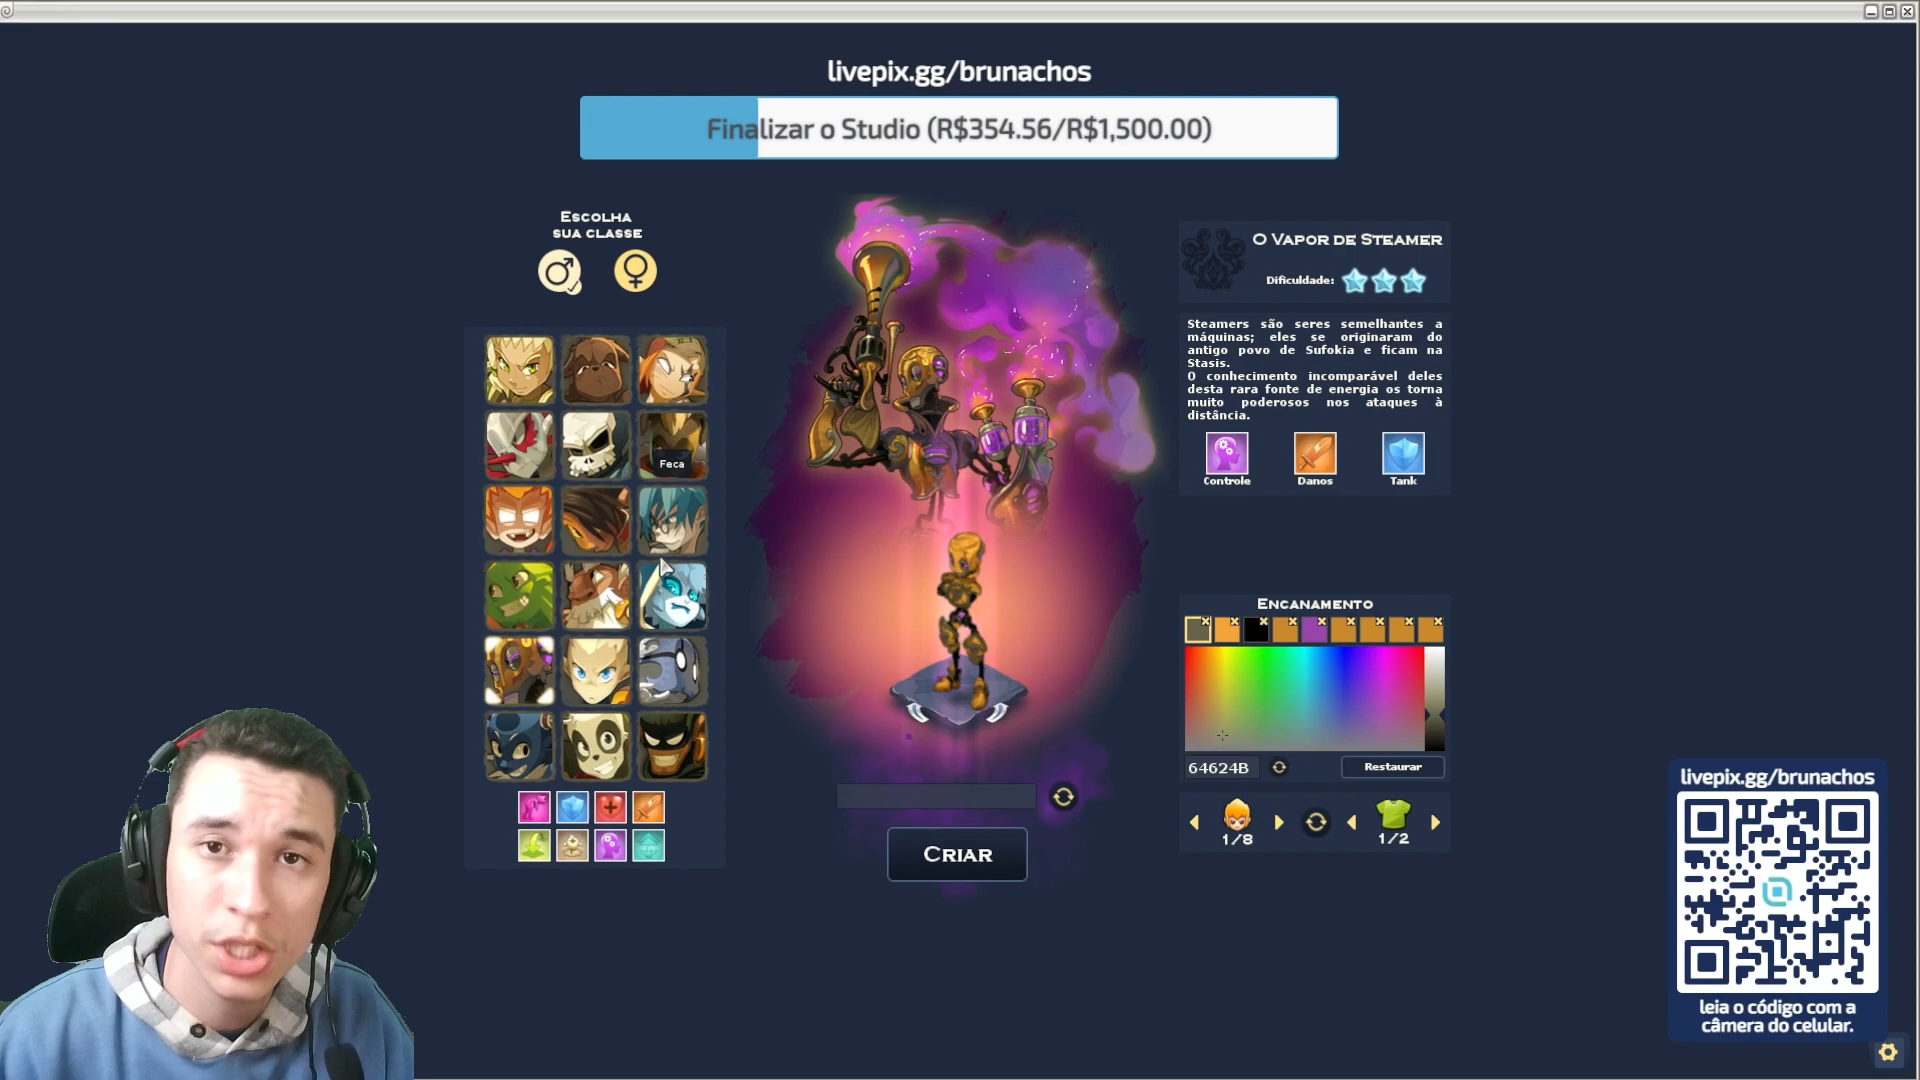 livepix.gg/brunachos
Finalizar o Studio (R$354.56/R$1,500.00)
Escolha
sua classe
Feca
O Vapor de Steamer
Dificuldade:
Steamers são seres semelhantes a
máquinas; eles se originaram do
antigo povo de Sufokia e ficam na
Stasis.
O conhecimento incomparável deles
desta rara fonte de energia os torna
muito poderosos nos ataques à
distância.
Controle
Danos
Tank
Encanamento
64624B
Restaurar
1/8
1/2
Criar
livepix.gg/brunachos
leia o código com a
câmera do celular.